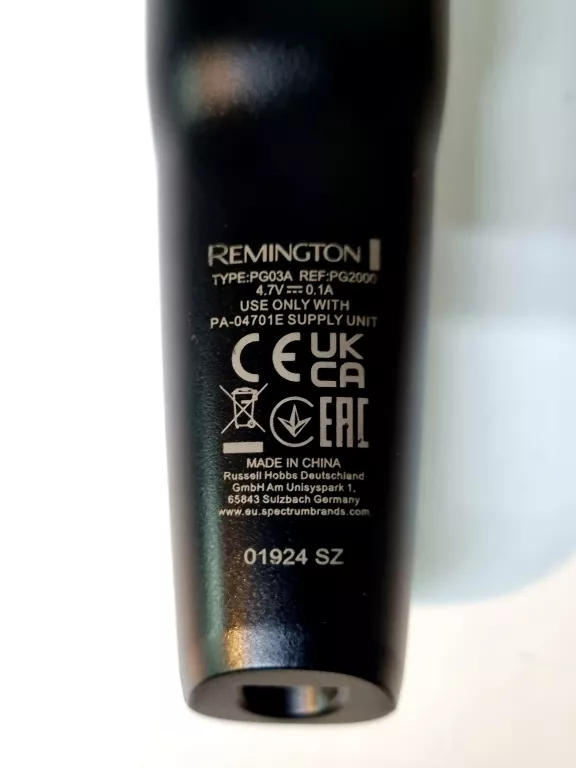 REMINGTON
TYPE:PG03A REF:PG2000
4.7V⎓0.1A
USE ONLY WITH
PA-04701E SUPPLY UNIT
CE UK
CA
EAC
MADE IN CHINA
Russell Hobbs Deutschland
GmbH Am Unisyspark 1,
65843 Sulzbach Germany
www.eu.spectrumbrands.com
01924 SZ